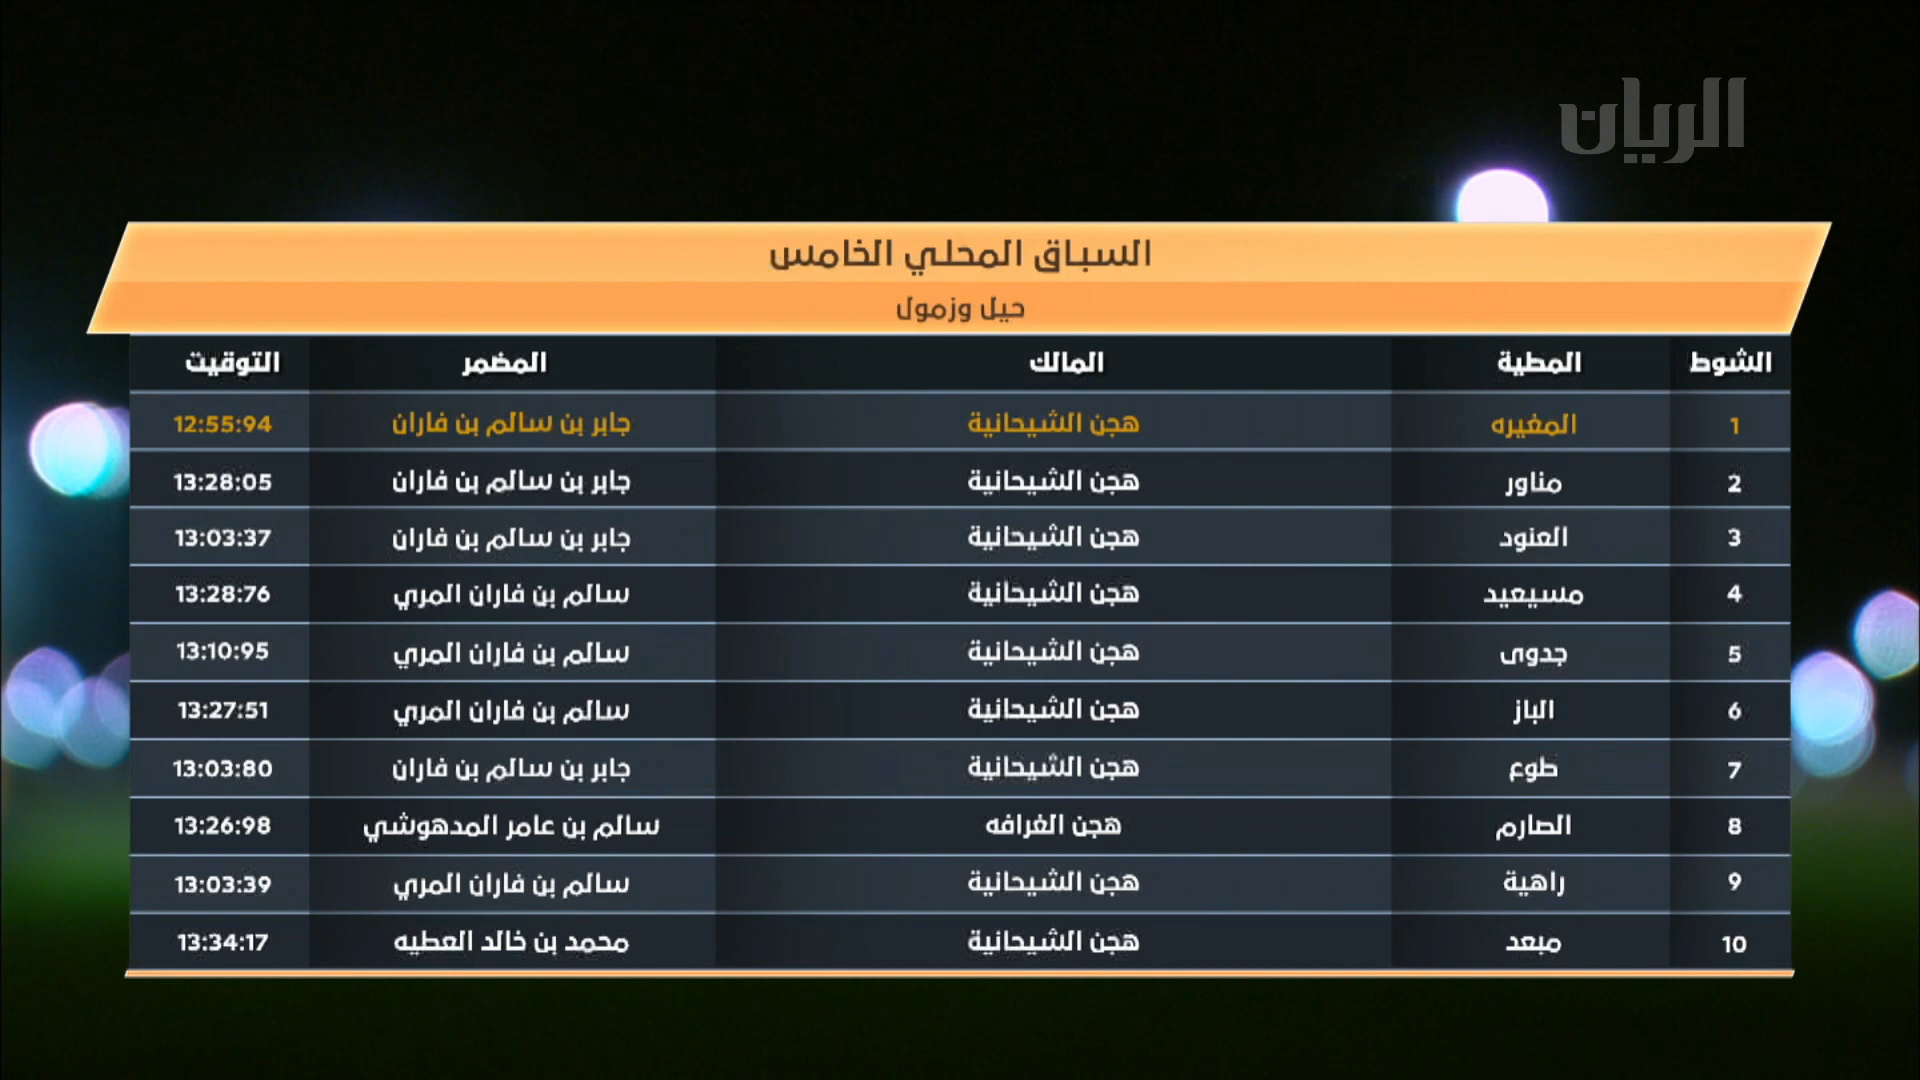 الريان
السباق المحلي الخامس
حيل وزمول
الشوط المطية المالك المضمر التوقيت
1 المغيره هجن الشيحانية جابر بن سالم بن فاران 12:55:94
2 مناور هجن الشيحانية جابر بن سالم بن فاران 13:28:05
3 العنود هجن الشيحانية جابر بن سالم بن فاران 13:03:37
4 مسيعيد هجن الشيحانية سالم بن فاران المري 13:28:76
5 جدوى هجن الشيحانية سالم بن فاران المري 13:10:95
6 الباز هجن الشيحانية سالم بن فاران المري 13:27:51
7 طوع هجن الشيحانية جابر بن سالم بن فاران 13:03:80
8 الصارم هجن الغرافه سالم بن عامر المدهوشي 13:26:98
9 راهية هجن الشيحانية سالم بن فاران المري 13:03:39
10 مبعد هجن الشيحانية محمد بن خالد العطيه 13:34:17